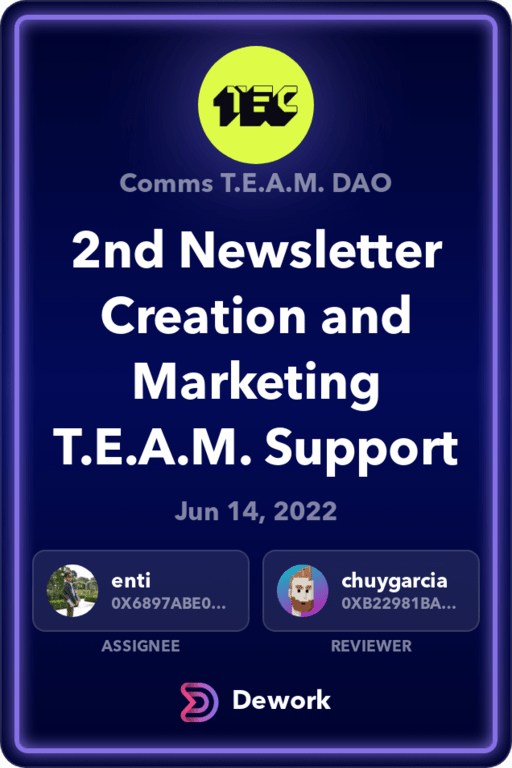 TEC
Comms T.E.A.M. DAO
2nd Newsletter
Creation and
Marketing
T.E.A.M. Support
Jun 14, 2022
enti
0X6897ABE0...
chuygarcia
0XB22981BA...
ASSIGNEE
REVIEWER
Dework